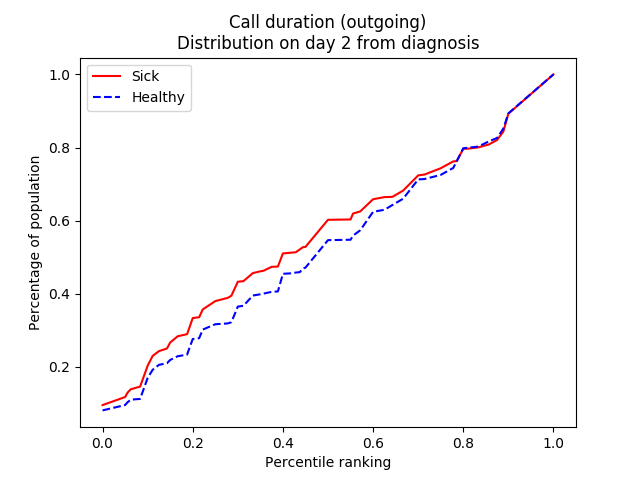 Call duration (outgoing)
Distribution on day 2 from diagnosis
Sick
Healthy
Percentage of population
1.0
0.8
0.6
0.4
0.2
0.0 0.2 0.4 0.6 0.8 1.0
Percentile ranking